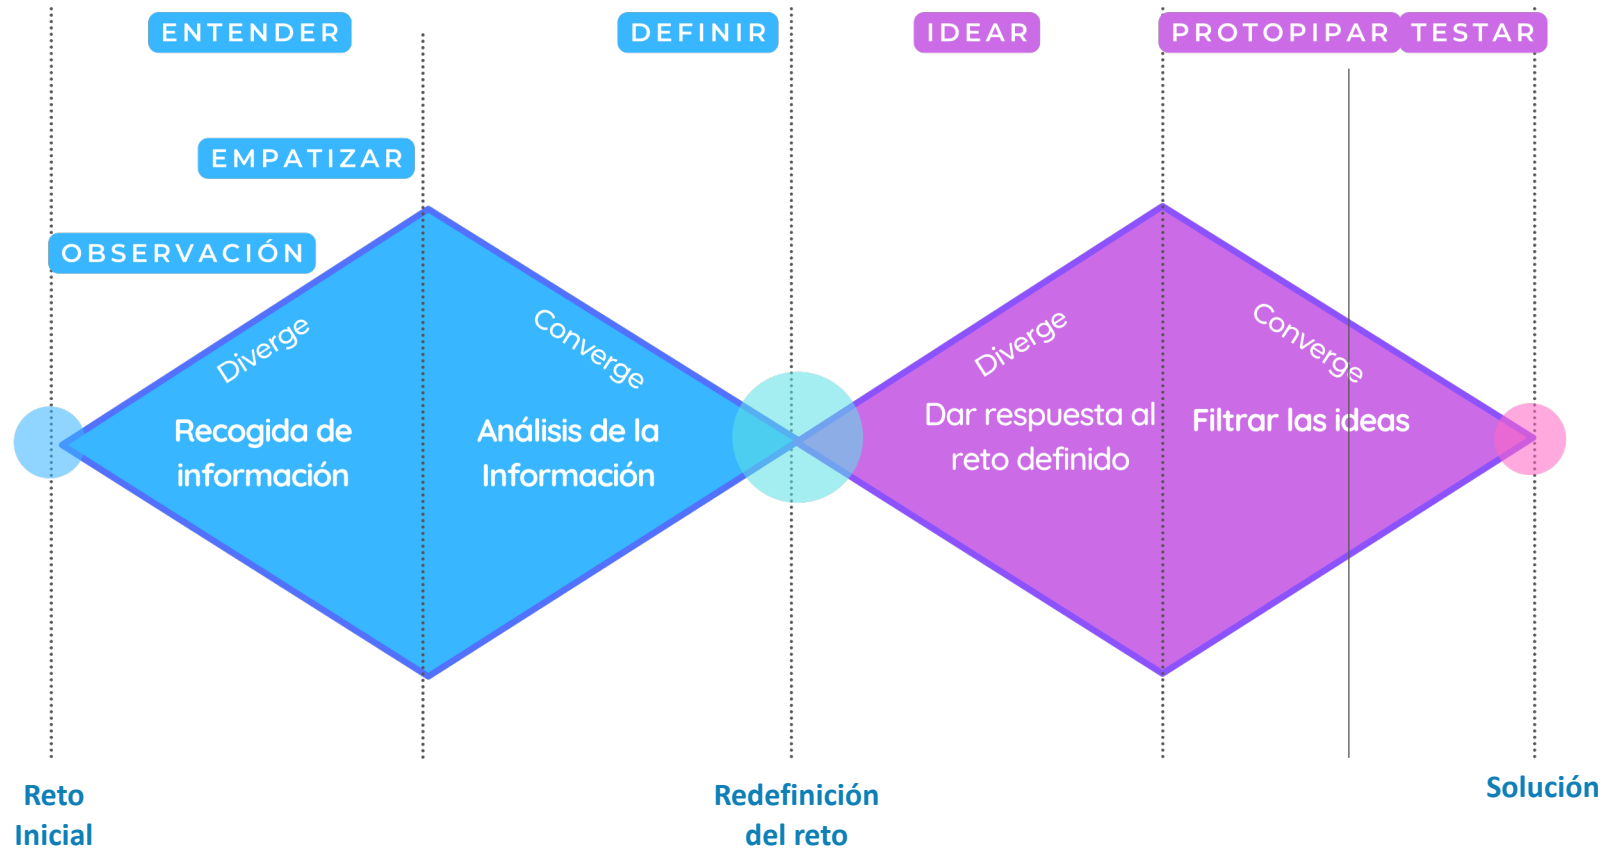 ENTENDER
DEFINIR
IDEAR
PROTOPIPAR
TESTAR
EMPATIZAR
OBSERVACIÓN
Diverge
Converge
Diverge
Converge
Recogida de
información
Análisis de la
Información
Dar respuesta al
reto definido
Filtrar las ideas
Reto
Inicial
Redefinición
del reto
Solución